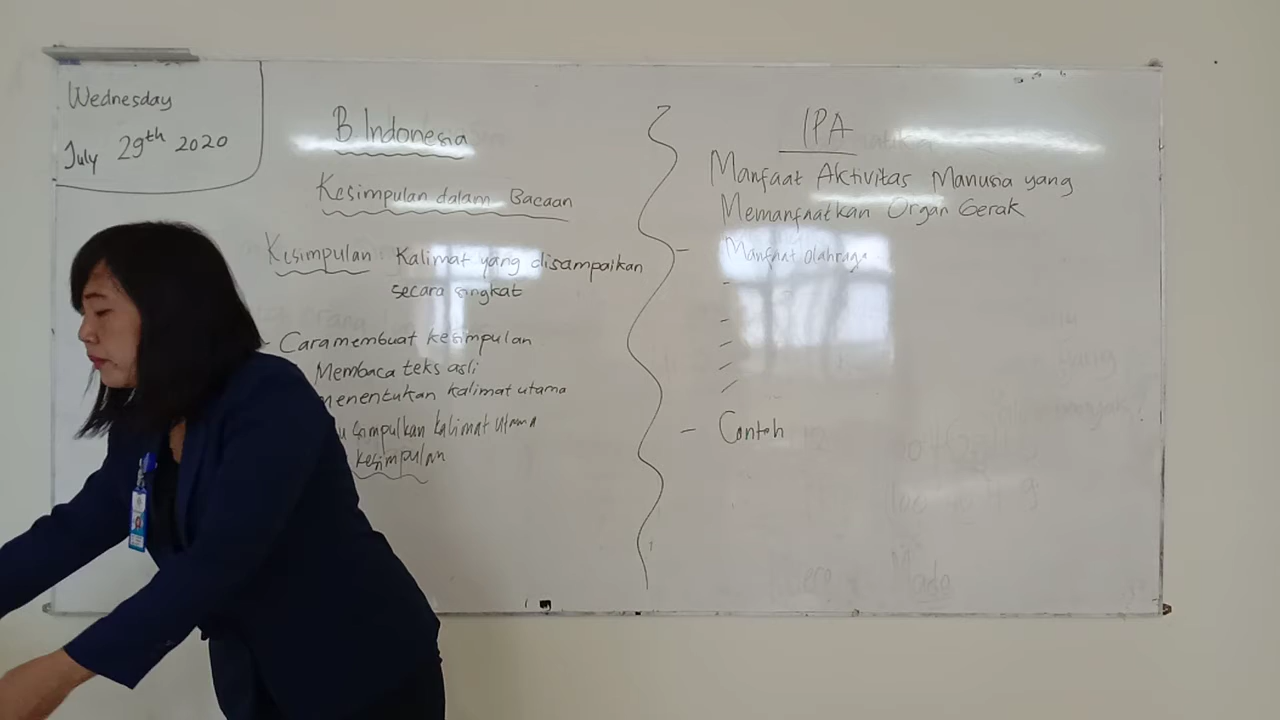 Wednesday
July 29th 2020
B Indonesia
Kesimpulan dalam Bacaan
Kesimpulan : Kalimat yang disampaikan
secara singkat
- Cara membuat kesimpulan
Membaca teks asli
menentukan kalimat utama
simpulkan kalimat utama
kesimpulan
IPA
Manfaat Aktivitas Manusia yang
Memanfaatkan Organ Gerak
- Manfaat Olahraga
-
-
-
-
-
- Contoh